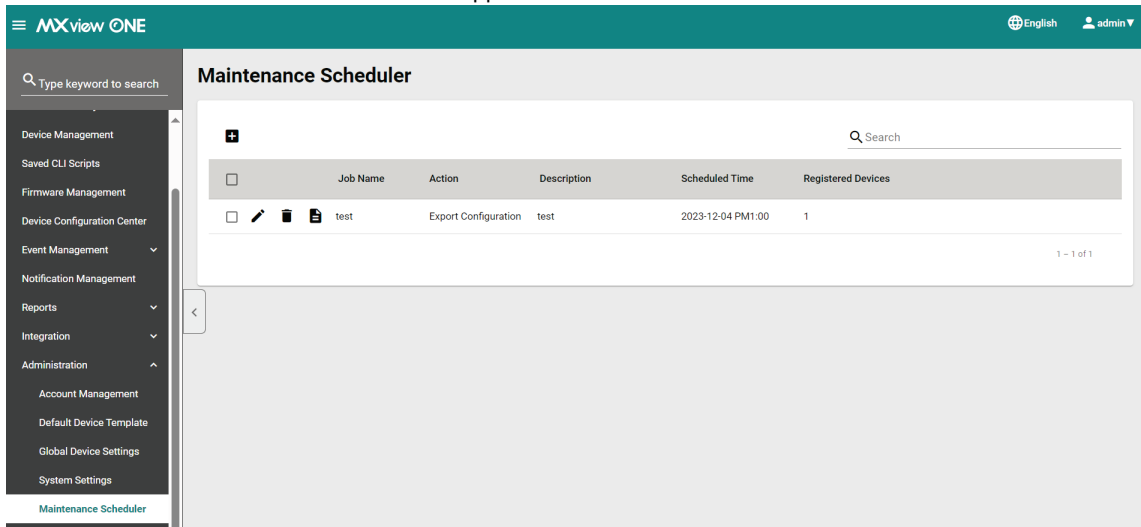 MXview ONE
English
admin
Type keyword to search
Maintenance Scheduler
Device Management
Search
Saved CLI Scripts
Job Name Action Description Scheduled Time Registered Devices
Firmware Management
Device Configuration Center
test Export Configuration test 2023-12-04 PM1:00 1
Event Management
1 – 1 of 1
Notification Management
Reports
Integration
Administration
Account Management
Default Device Template
Global Device Settings
System Settings
Maintenance Scheduler